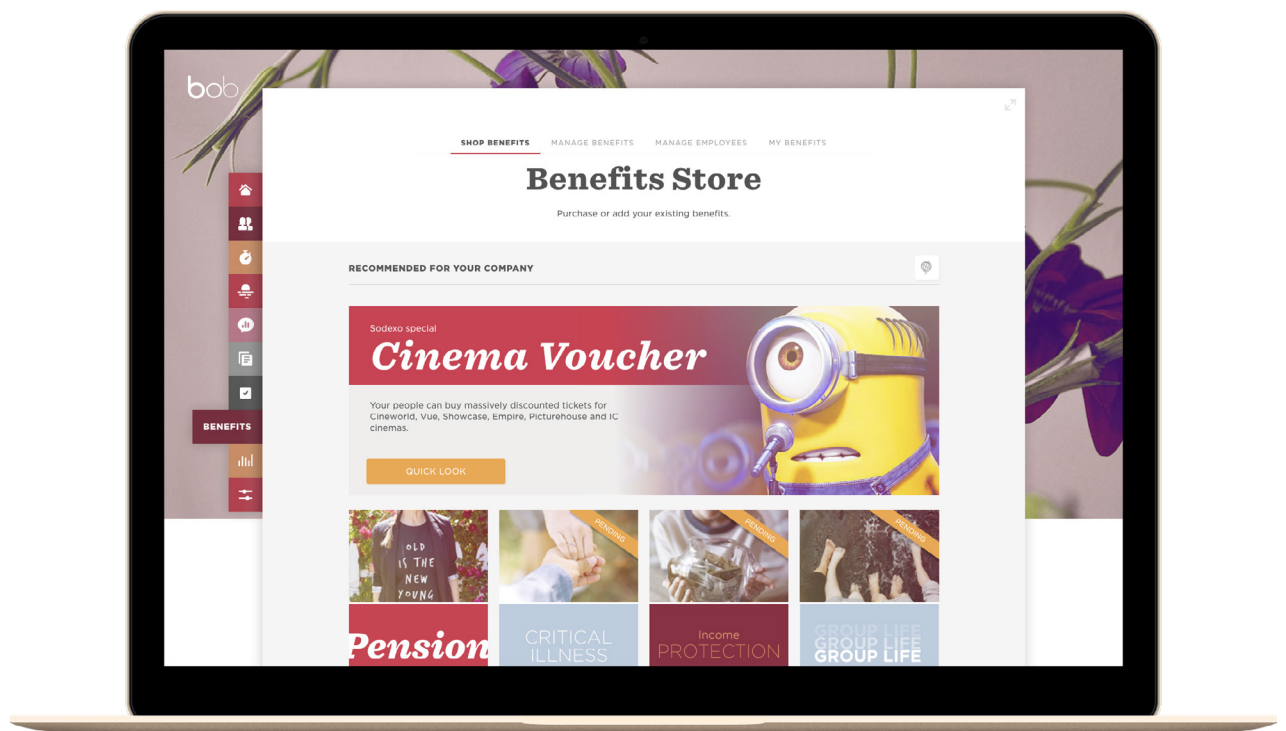 bob
SHOP BENEFITS MANAGE BENEFITS MANAGE EMPLOYEES MY BENEFITS
Benefits Store
Purchase or add your existing benefits.
RECOMMENDED FOR YOUR COMPANY
Sodexo special
Cinema Voucher
Your people can buy massively discounted tickets for
Cineworld, Vue, Showcase, Empire, Picturehouse and IC
cinemas.
QUICK LOOK
BENEFITS
OLD
IS THE
NEW
YOUNG
PENDING
PENDING
PENDING
Pension
CRITICAL
ILLNESS
Income
PROTECTION
GROUP LIFE
GROUP LIFE
GROUP LIFE